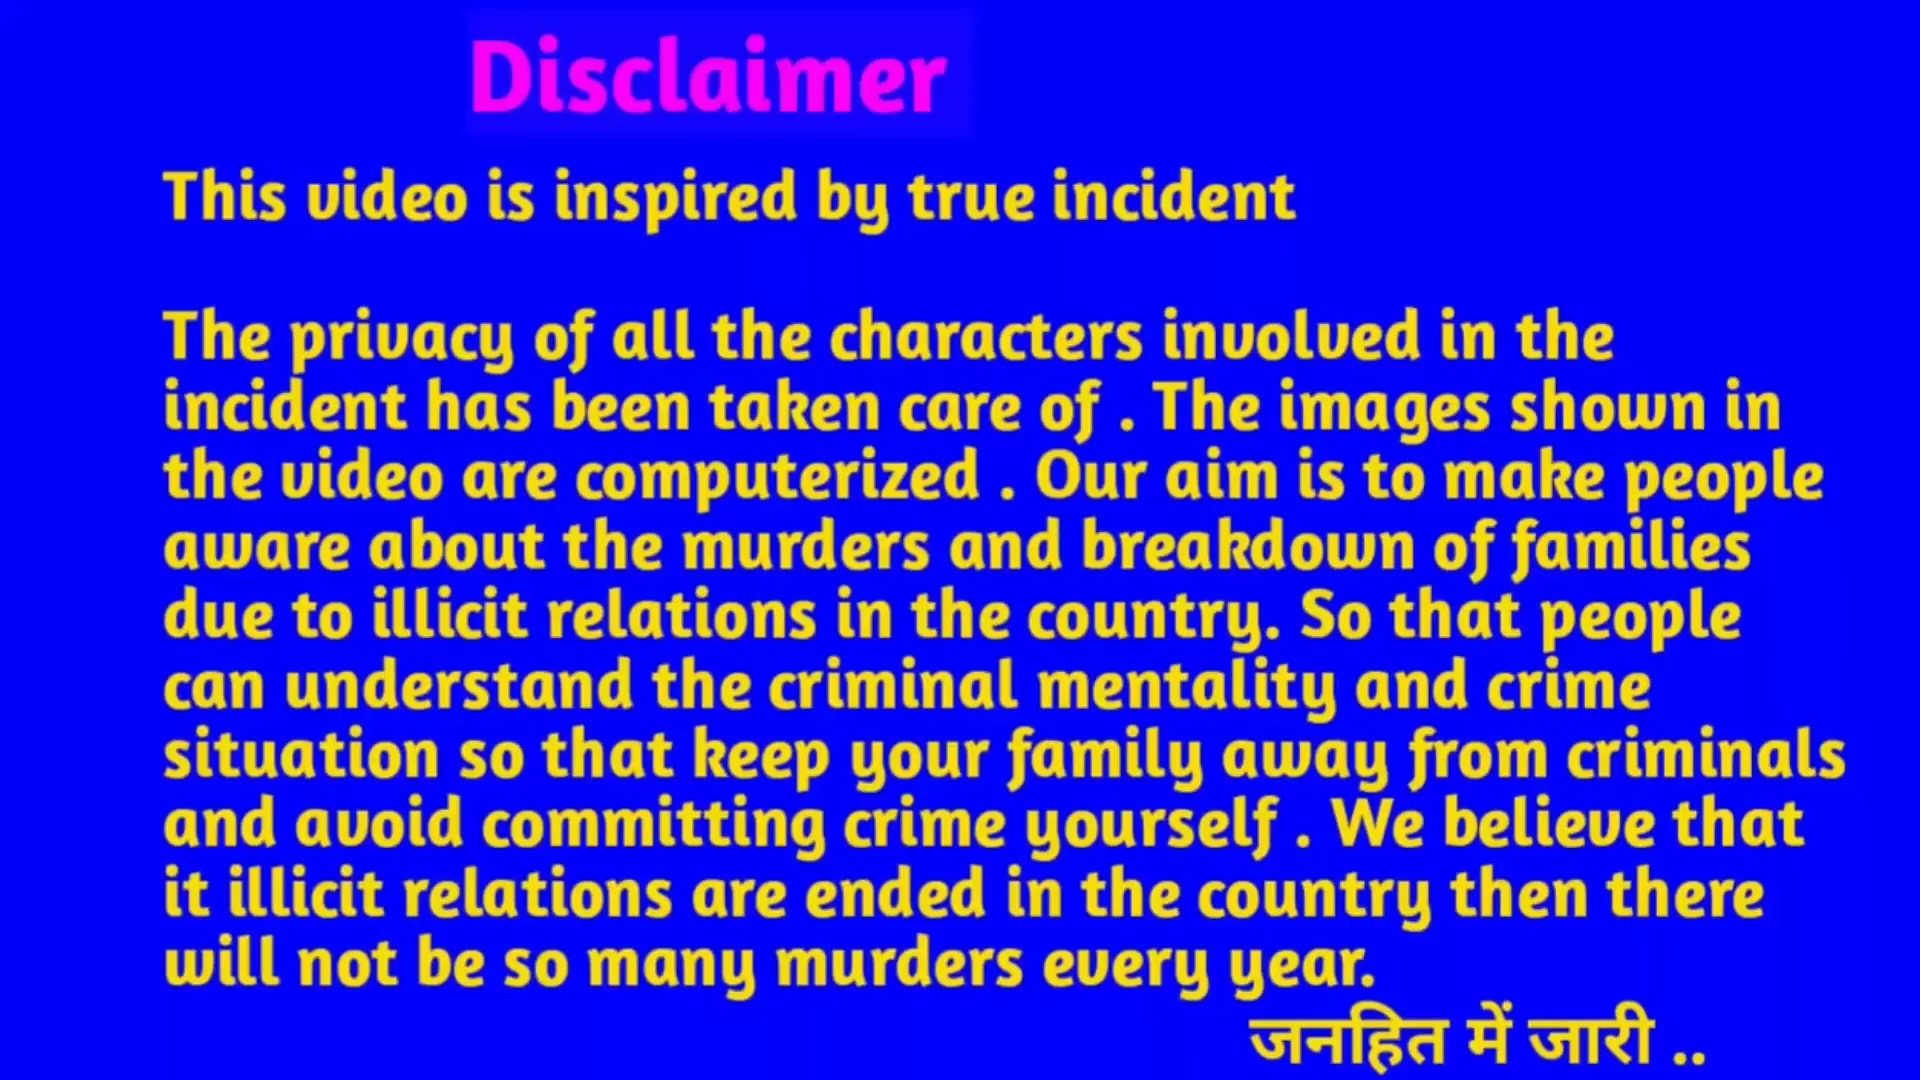 Disclaimer
This video is inspired by true incident
The privacy of all the characters involved in the
incident has been taken care of . The images shown in
the video are computerized . Our aim is to make people
aware about the murders and breakdown of families
due to illicit relations in the country. So that people
can understand the criminal mentality and crime
situation so that keep your family away from criminals
and avoid committing crime yourself . We believe that
it illicit relations are ended in the country then there
will not be so many murders every year.
जनहित में जारी ..